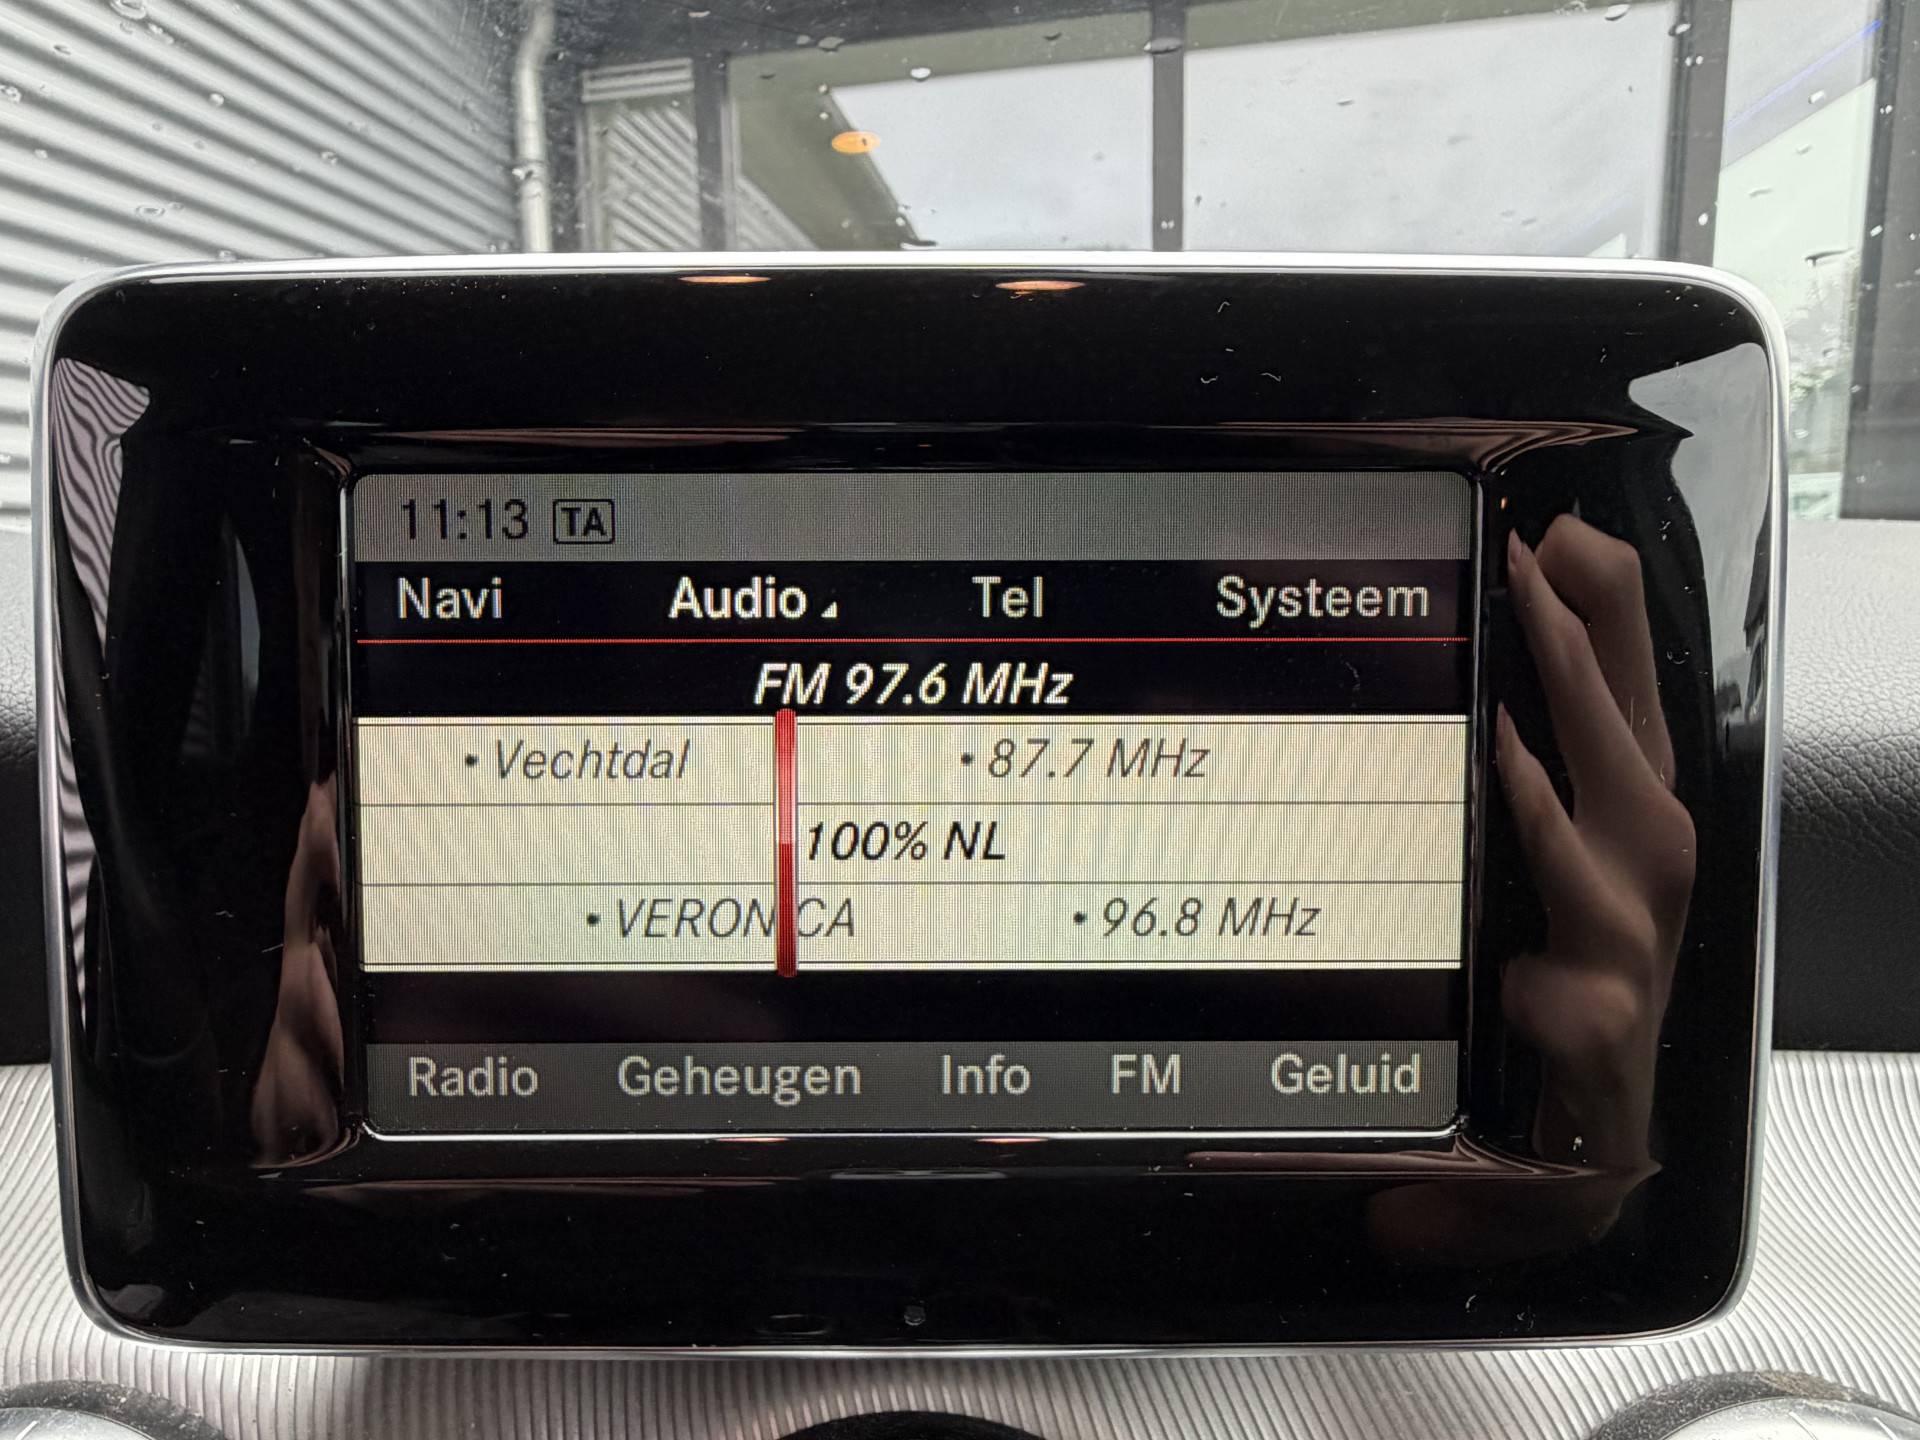 11:13 TA
Navi Audio Tel Systeem
FM 97.6 MHz
• Vechtdal • 87.7 MHz
100% NL
• VERONICA • 96.8 MHz
Radio Geheugen Info FM Geluid